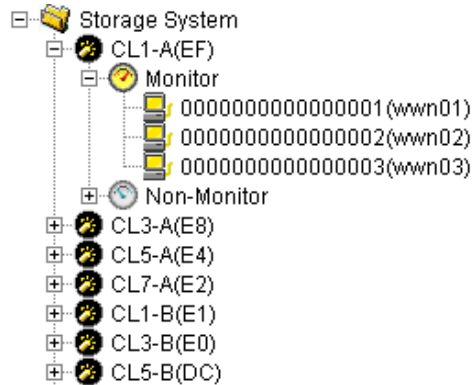 Storage System
CL1-A(EF)
Monitor
0000000000000001(wwn01)
0000000000000002(wwn02)
0000000000000003(wwn03)
Non-Monitor
CL3-A(E8)
CL5-A(E4)
CL7-A(E2)
CL1-B(E1)
CL3-B(E0)
CL5-B(DC)